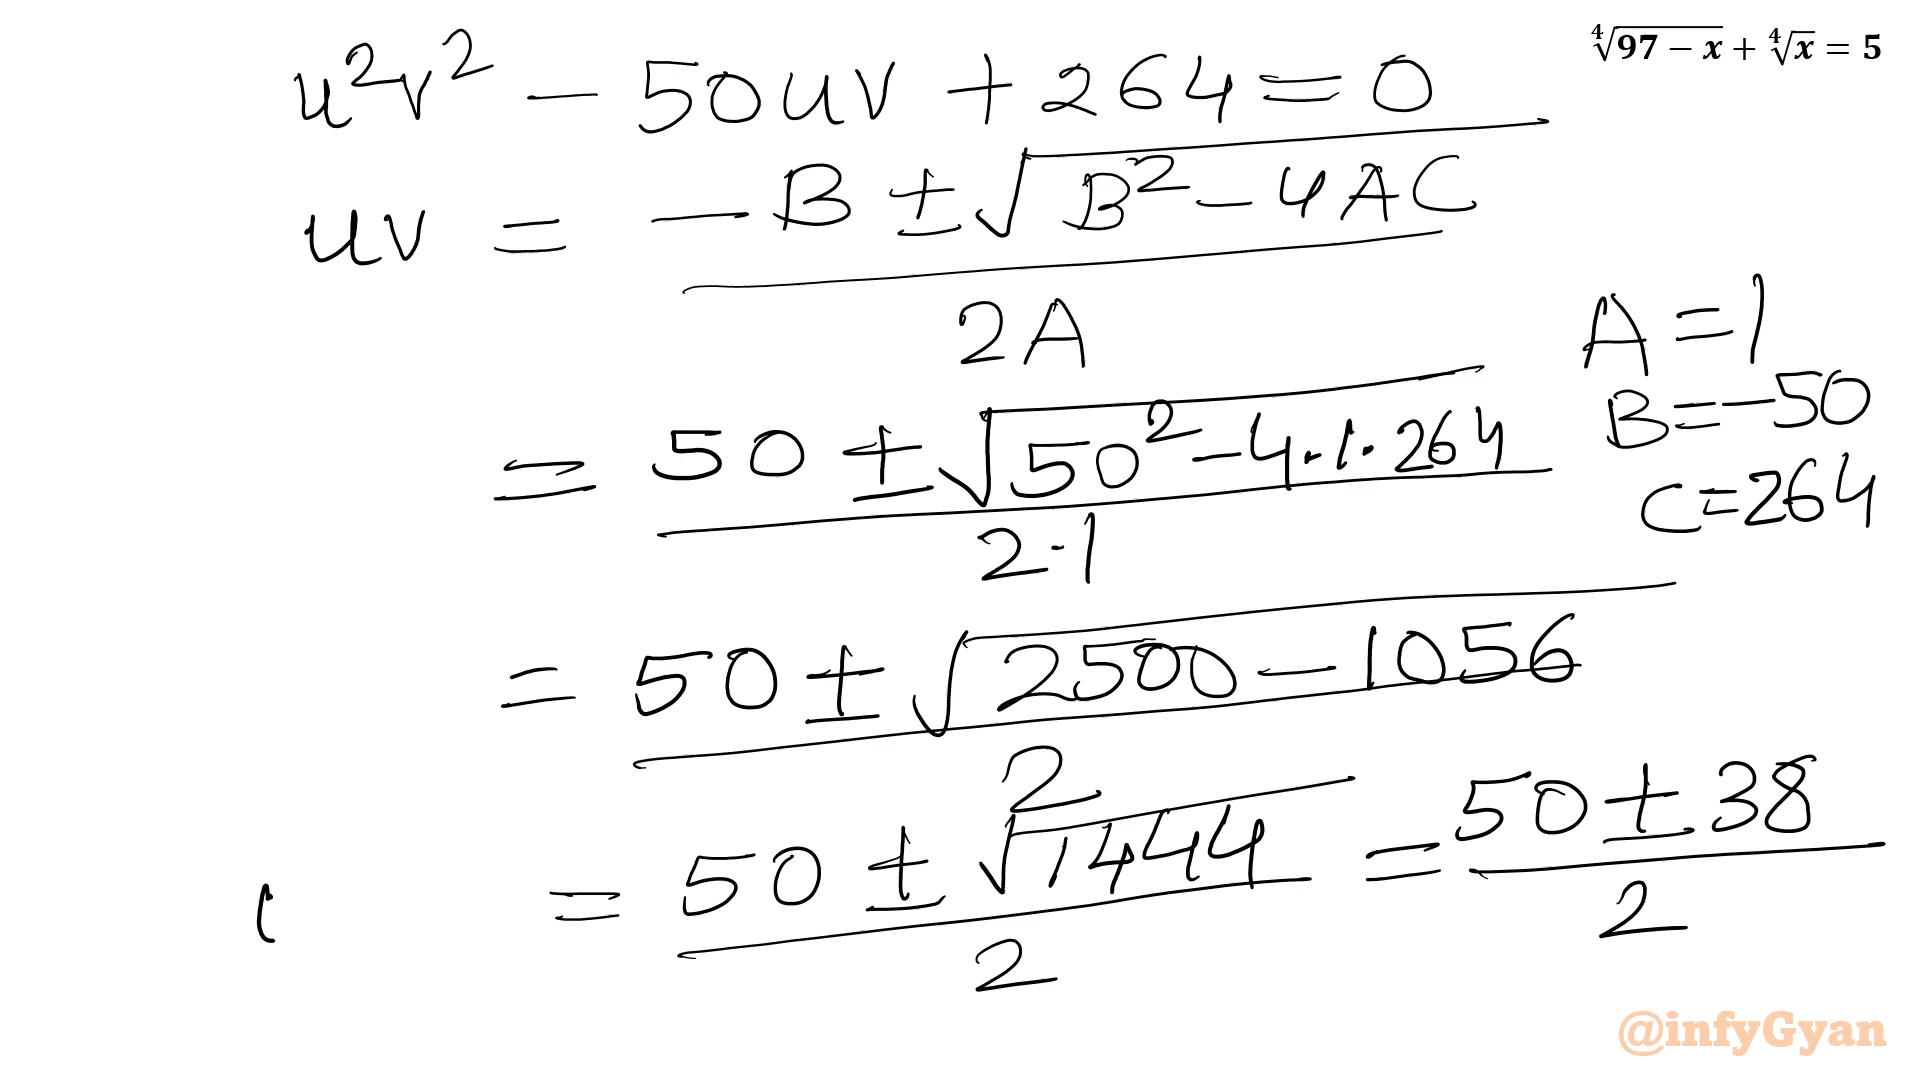 ∜97 − x + ∜x = 5
u²v² − 50uv + 264 = 0
uv = −B ± √B² − 4AC / 2A
A = 1
B = −50
C = 264
= 50 ± √50² − 4·1·264 / 2·1
= 50 ± √2500 − 1056 / 2
= 50 ± √1444 / 2 = 50 ± 38 / 2
@infyGyan